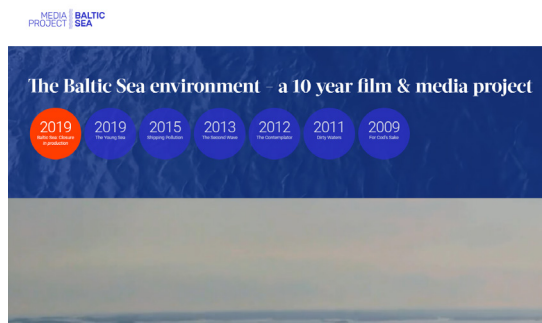 MEDIA PROJECT
BALTIC SEA
The Baltic Sea environment - a 10 year film & media project
2019
Baltic Sea: Closure
in production
2019
The Young Sea
2015
Shipping Pollution
2013
The Second Wave
2012
The Contemplator
2011
Dirty Waters
2009
For Cod's Sake